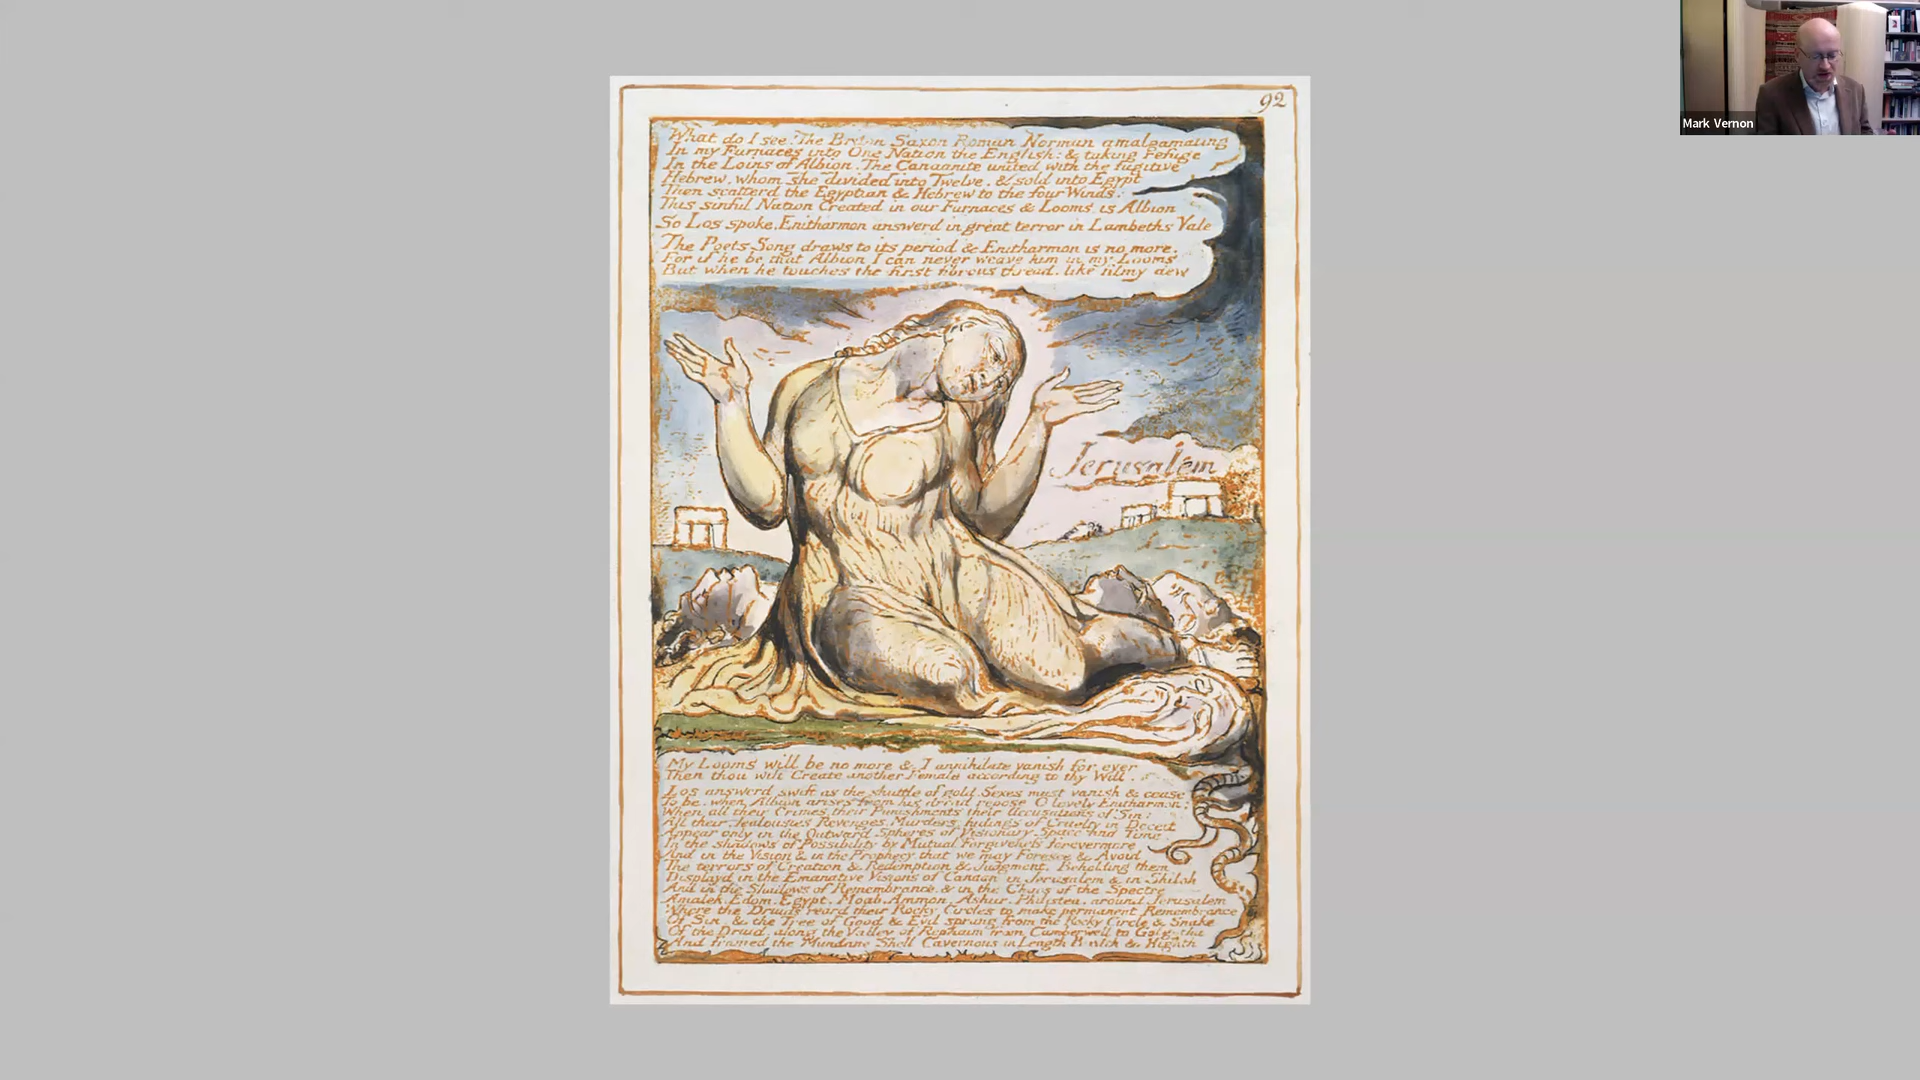 92
What do I see: The Briton Saxon Roman Norman amalgamating
In my Furnaces into One Nation the English: & taking refuge
In the Loins of Albion. The Canaanite united with the fugitive
Hebrew, whom she divided into Twelve, & sold into Egypt
Then scatterd the Egyptian & Hebrew to the four Winds:
This sinful Nation Created in our Furnaces & Looms is Albion
So Los spoke, Enitharmon answerd in great terror in Lambeths Vale
The Poets Song draws to its period & Enitharmon is no more.
For if he be that Albion I can never weave him in my Looms
But when he touches the first fibrous thread, like filmy dew
Jerusalem
My Looms will be no more & I annihilate vanish for ever
Then thou wilt Create another Female according to thy Will.
Los answerd swift as the shuttle of gold. Sexes must vanish & cease
To be, when Albion arises from his dread repose O lovely Enitharmon:
When all their Crimes, their Punishments their Accusations of Sin:
All their Jealousies Revenges, Murders, hidings of Cruelty in Deceit
Appear only in the Outward Spheres of Visionary Space and Time.
In the shadows of Possibility by Mutual Forgiveness forevermore
And in the Vision & in the Prophecy, that we may Foresee & Avoid
The terrors of Creation & Redemption & Judgment, Beholding them
Displayd in the Emanative Visions of Canaan in Jerusalem & in Shiloh
And in the Shadows of Remembrance, & in the Chaos of the Spectre
Amalek, Edom, Egypt, Moab, Ammon, Ashur, Philistea, around Jerusalem
Where the Druids reard their Rocky Circles to make permanent Remembrance
Of Sin, & the Tree of Good & Evil sprang from the Rocky Circle & Snake
Of the Druid, along the Valley of Rephaim from Camberwell to Golgotha
And framed the Mundane Shell Cavernous in Length Bredth & Highth
Mark Vernon